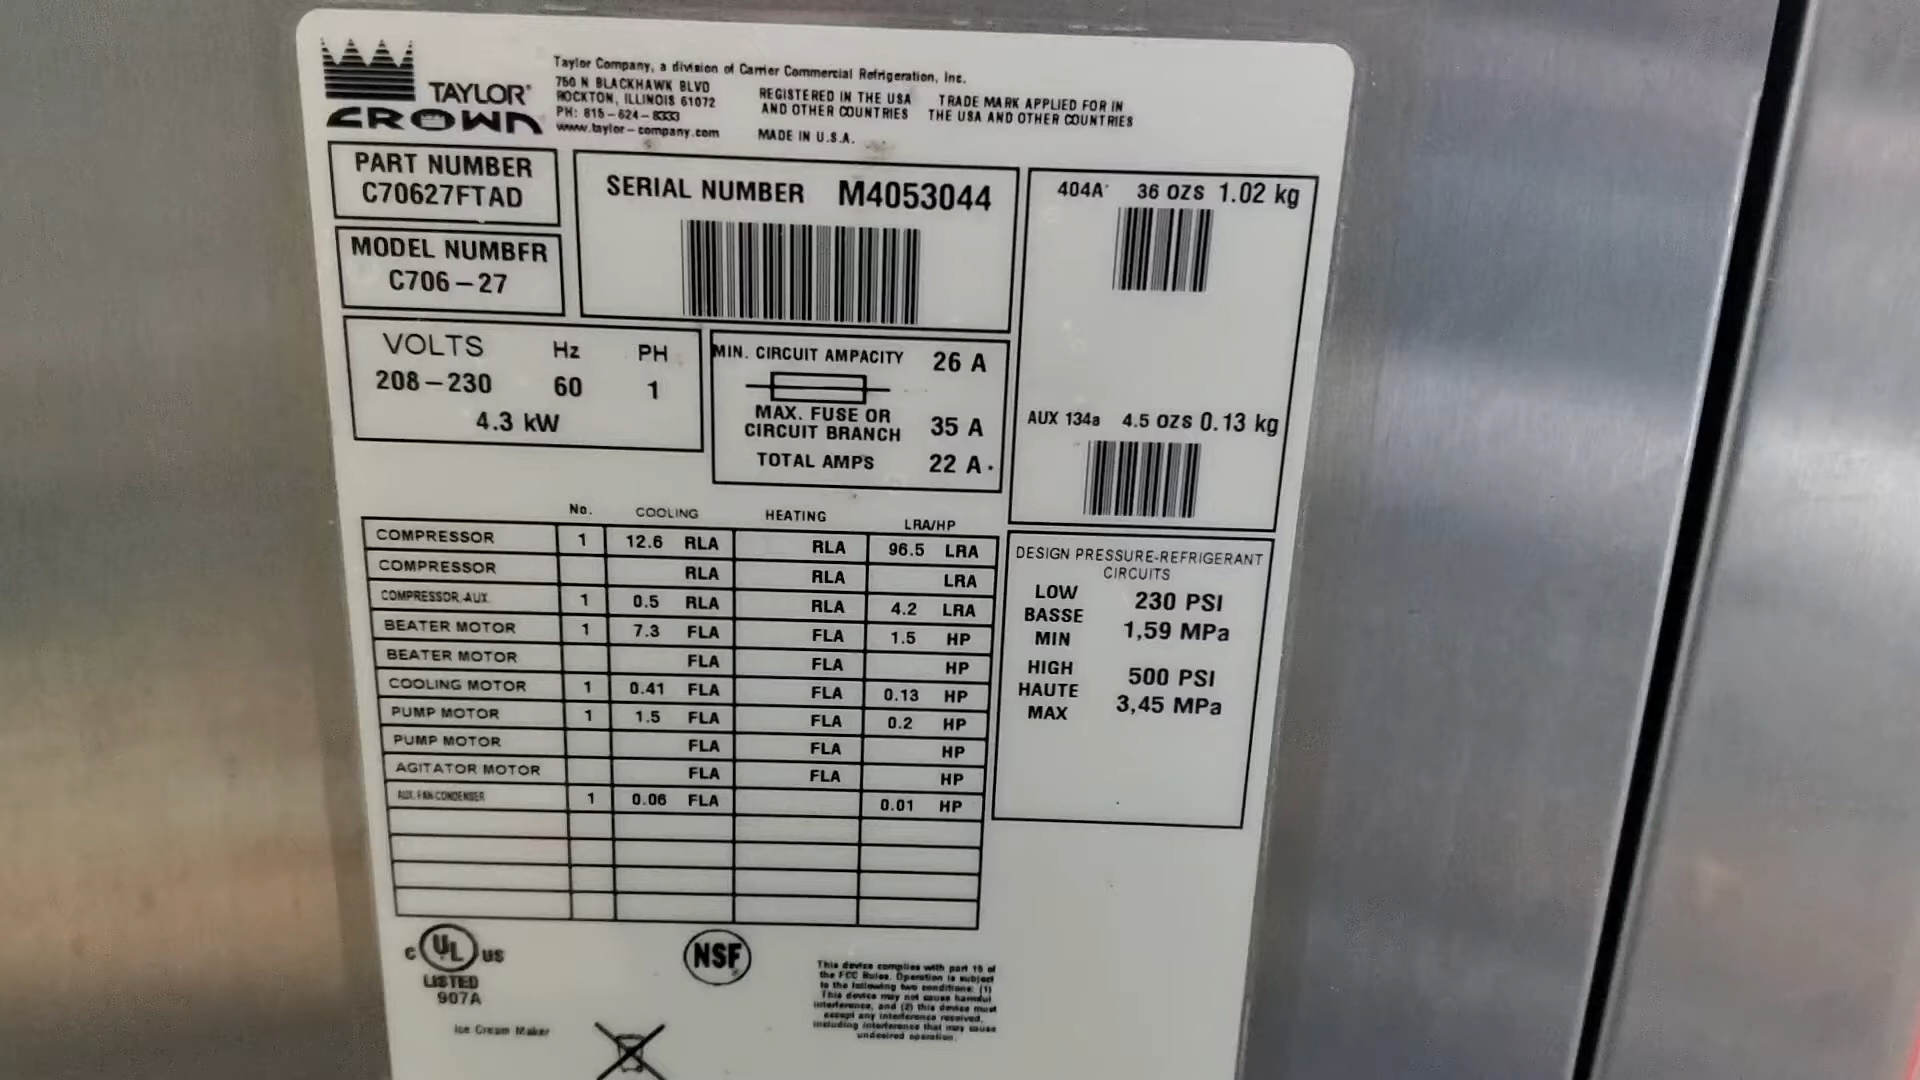 TAYLOR®
CROWN
Taylor Company, a division of Carrier Commercial Refrigeration, Inc.
750 N BLACKHAWK BLVD
ROCKTON, ILLINOIS 61072
PH: 815-624-8333
www.taylor-company.com
REGISTERED IN THE USA
AND OTHER COUNTRIES
TRADE MARK APPLIED FOR IN
THE USA AND OTHER COUNTRIES
MADE IN U.S.A.
PART NUMBER
C70627FTAD
SERIAL NUMBER M4053044
404A 36 OZS 1.02 kg
MODEL NUMBER
C706-27
VOLTS Hz PH
208-230 60 1
4.3 kW
MIN. CIRCUIT AMPACITY 26 A
MAX. FUSE OR
CIRCUIT BRANCH 35 A
TOTAL AMPS 22 A
AUX 134a 4.5 OZS 0.13 kg
No. COOLING HEATING LRA/HP
COMPRESSOR 1 12.6 RLA RLA 96.5 LRA
COMPRESSOR RLA RLA LRA
COMPRESSOR-AUX 1 0.5 RLA RLA 4.2 LRA
BEATER MOTOR 1 7.3 FLA FLA 1.5 HP
BEATER MOTOR FLA FLA HP
COOLING MOTOR 1 0.41 FLA FLA 0.13 HP
PUMP MOTOR 1 1.5 FLA FLA 0.2 HP
PUMP MOTOR FLA FLA HP
AGITATOR MOTOR FLA FLA HP
AUX. FAN CONDENSER 1 0.06 FLA 0.01 HP
DESIGN PRESSURE-REFRIGERANT
CIRCUITS
LOW
BASSE
MIN
230 PSI
1,59 MPa
HIGH
HAUTE
MAX
500 PSI
3,45 MPa
C UL US
LISTED
907A
Ice Cream Maker
NSF
This device complies with part 15 of
the FCC Rules. Operation is subject
to the following two conditions: (1)
This device may not cause harmful
interference, and (2) this device must
accept any interference received,
including interference that may cause
undesired operation.